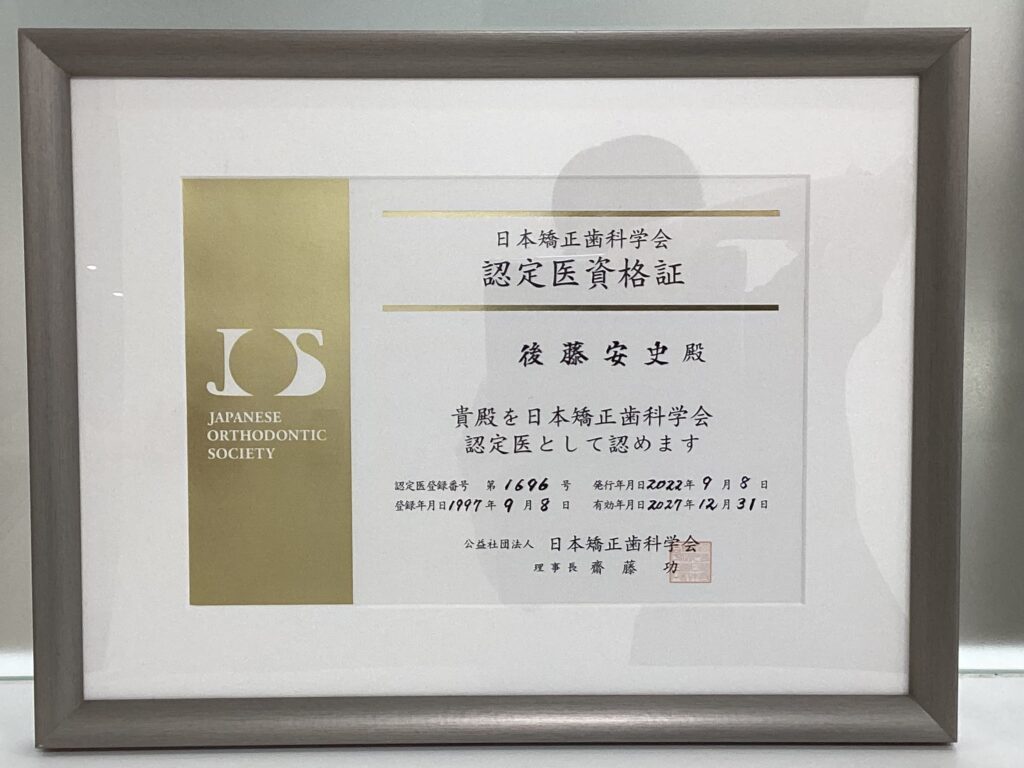 JOS
JAPANESE
ORTHODONTIC
SOCIETY
日本矯正歯科学会
認定医資格証
後藤安史殿
貴殿を日本矯正歯科学会
認定医として認めます
認定医登録番号 第1696号 発行年月日2022年9月8日
登録年月日1997年9月8日 有効年月日2027年12月31日
公益社団法人 日本矯正歯科学会
理事長 齋藤 功